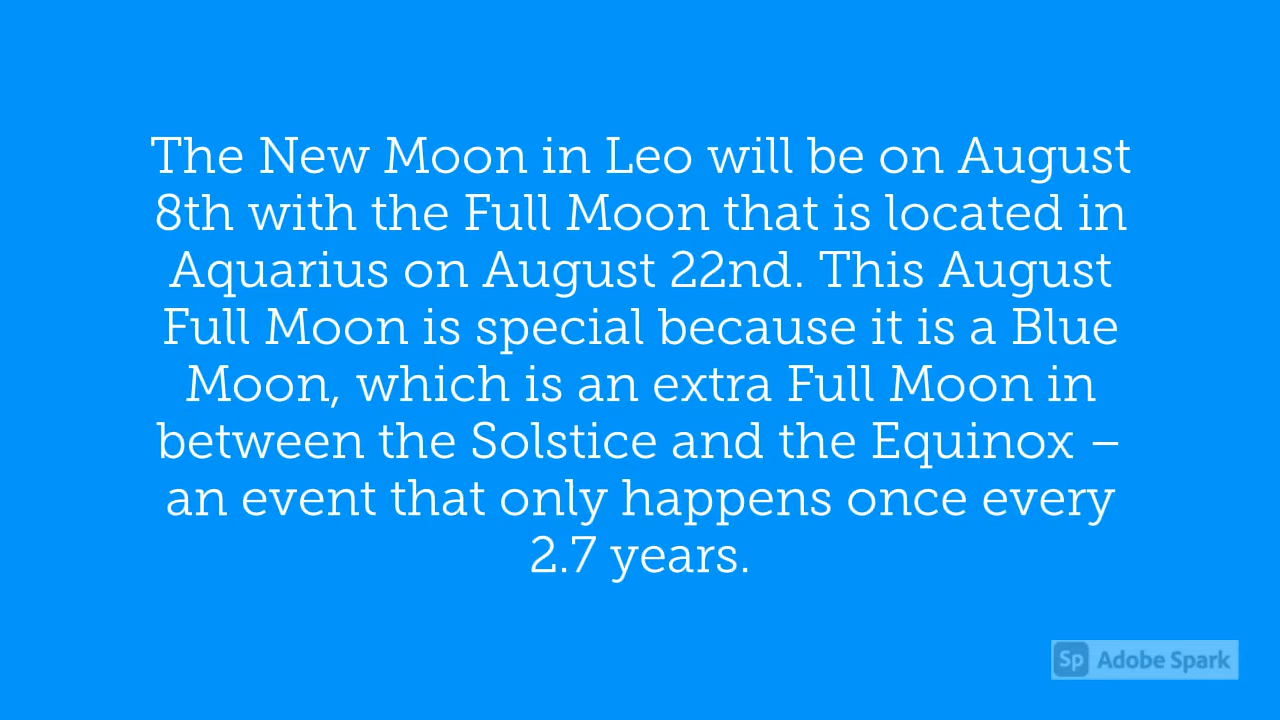 The New Moon in Leo will be on August
8th with the Full Moon that is located in
Aquarius on August 22nd. This August
Full Moon is special because it is a Blue
Moon, which is an extra Full Moon in
between the Solstice and the Equinox –
an event that only happens once every
2.7 years.
Sp Adobe Spark